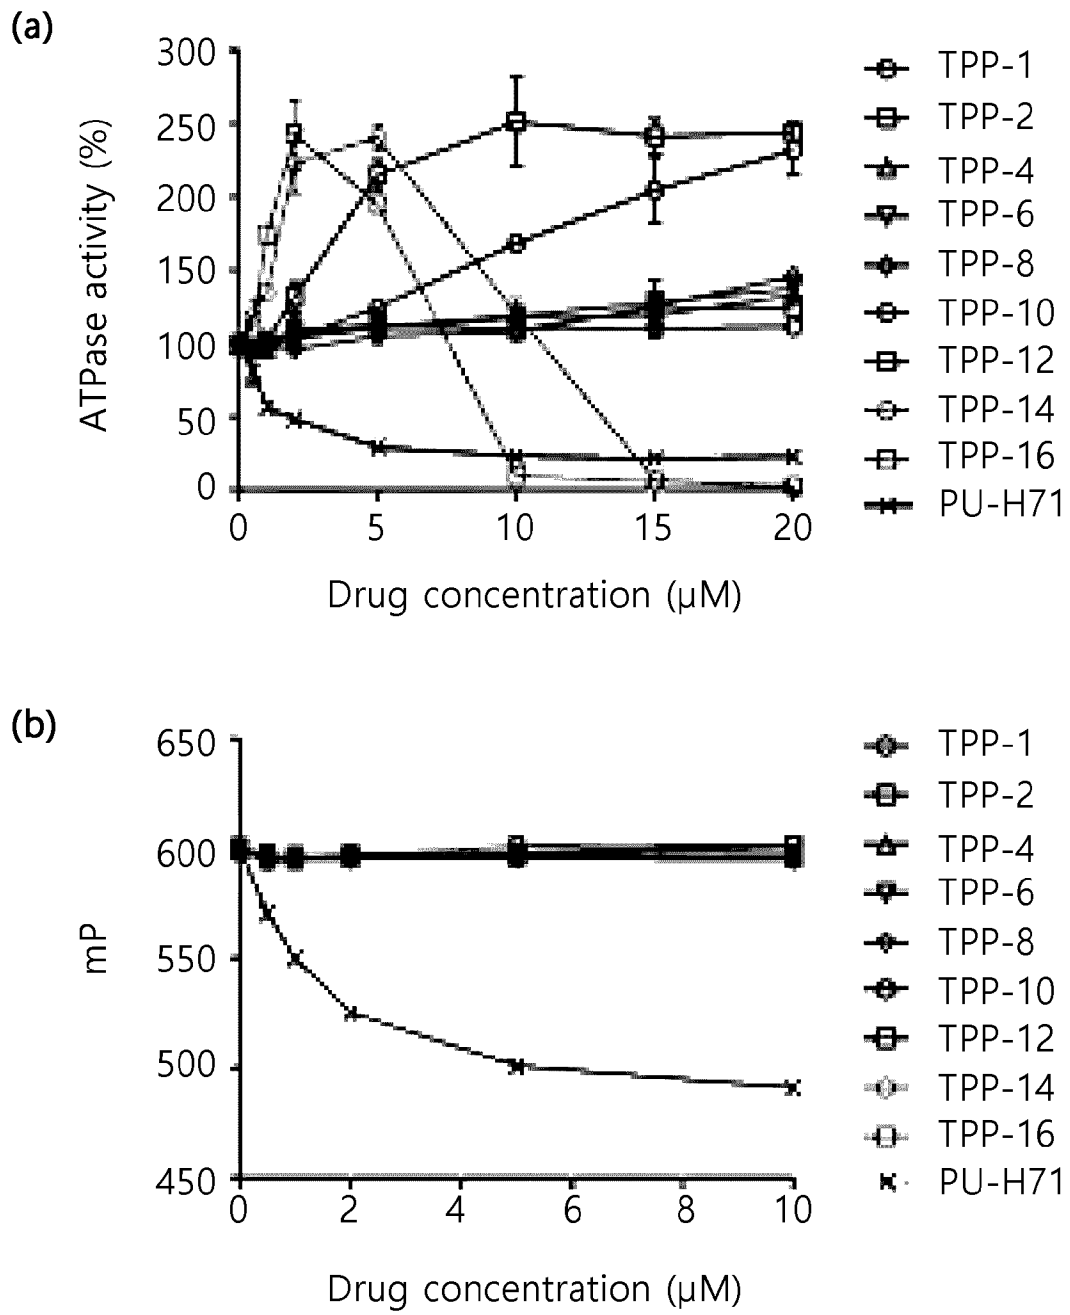 (a)
300
250
200
150
100
50
0
ATPase activity (%)
0 5 10 15 20
Drug concentration (μM)
TPP-1
TPP-2
TPP-4
TPP-6
TPP-8
TPP-10
TPP-12
TPP-14
TPP-16
PU-H71
(b)
650
600
550
500
450
mP
0 2 4 6 8 10
Drug concentration (μM)
TPP-1
TPP-2
TPP-4
TPP-6
TPP-8
TPP-10
TPP-12
TPP-14
TPP-16
PU-H71